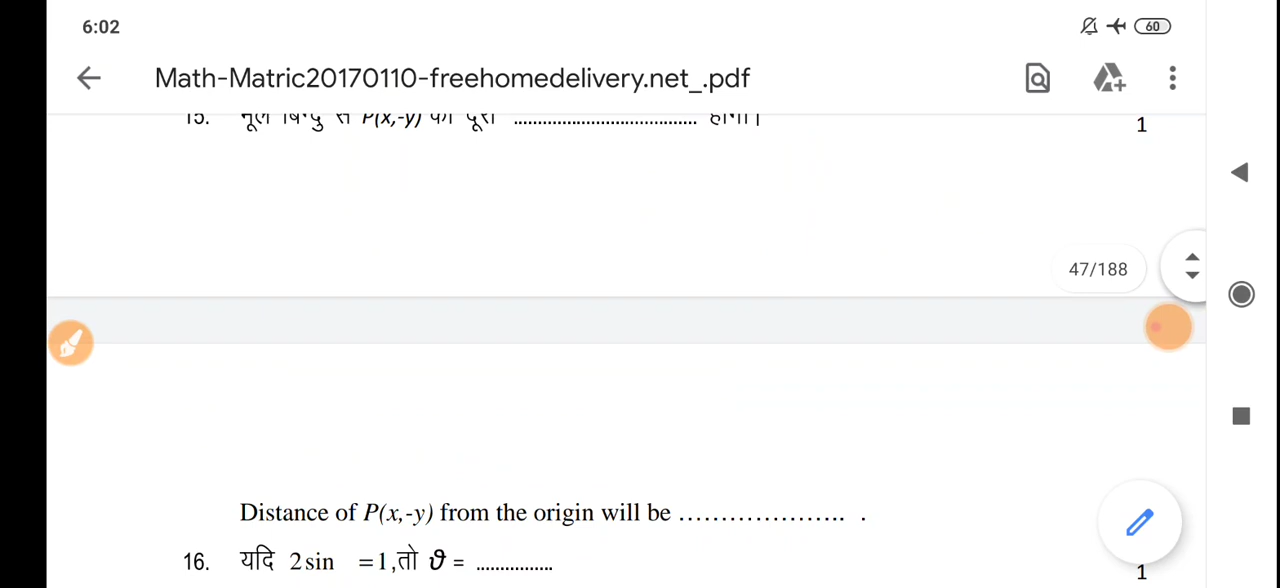 6:02
60
Math-Matric20170110-freehomedelivery.net_.pdf
15. मूल बिन्दु से P(x,-y) की दूरी ...................................... होगी।
1
47/188
Distance of P(x,-y) from the origin will be ………………….. .
16. यदि 2sin =1,तो ϑ = ................
1